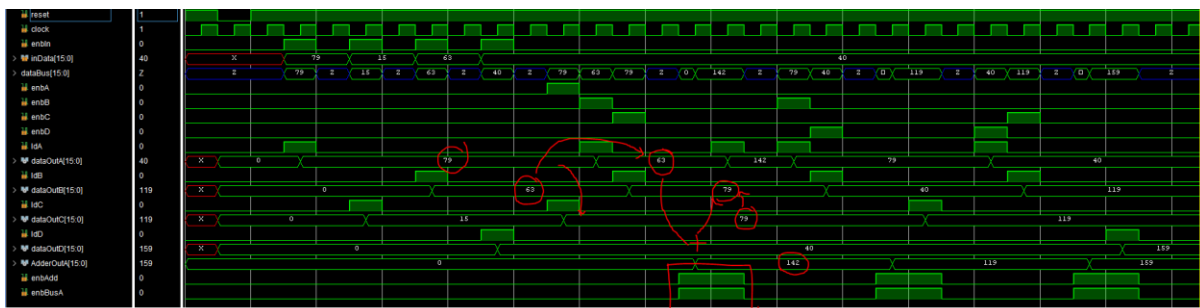 reset 1
clock 1
enbIn 0
inData[15:0] 40 X 79 15 63 40
dataBus[15:0] Z Z 79 Z 15 Z 63 Z 40 Z 79 63 79 Z 0 142 Z 79 40 Z 119 Z 40 119 Z 159 Z
enbA 0
enbB 0
enbC 0
enbD 0
ldA 0
dataOutA[15:0] 40 X 0 79 63 142 79 40
ldB 0
dataOutB[15:0] 119 X 0 63 79 40 119
ldC 0
dataOutC[15:0] 119 X 0 15 79 119
ldD 0
dataOutD[15:0] 159 X 0 40 159
AdderOutA[15:0] 159 0 142 119 159
enbAdd 0
enbBusA 0